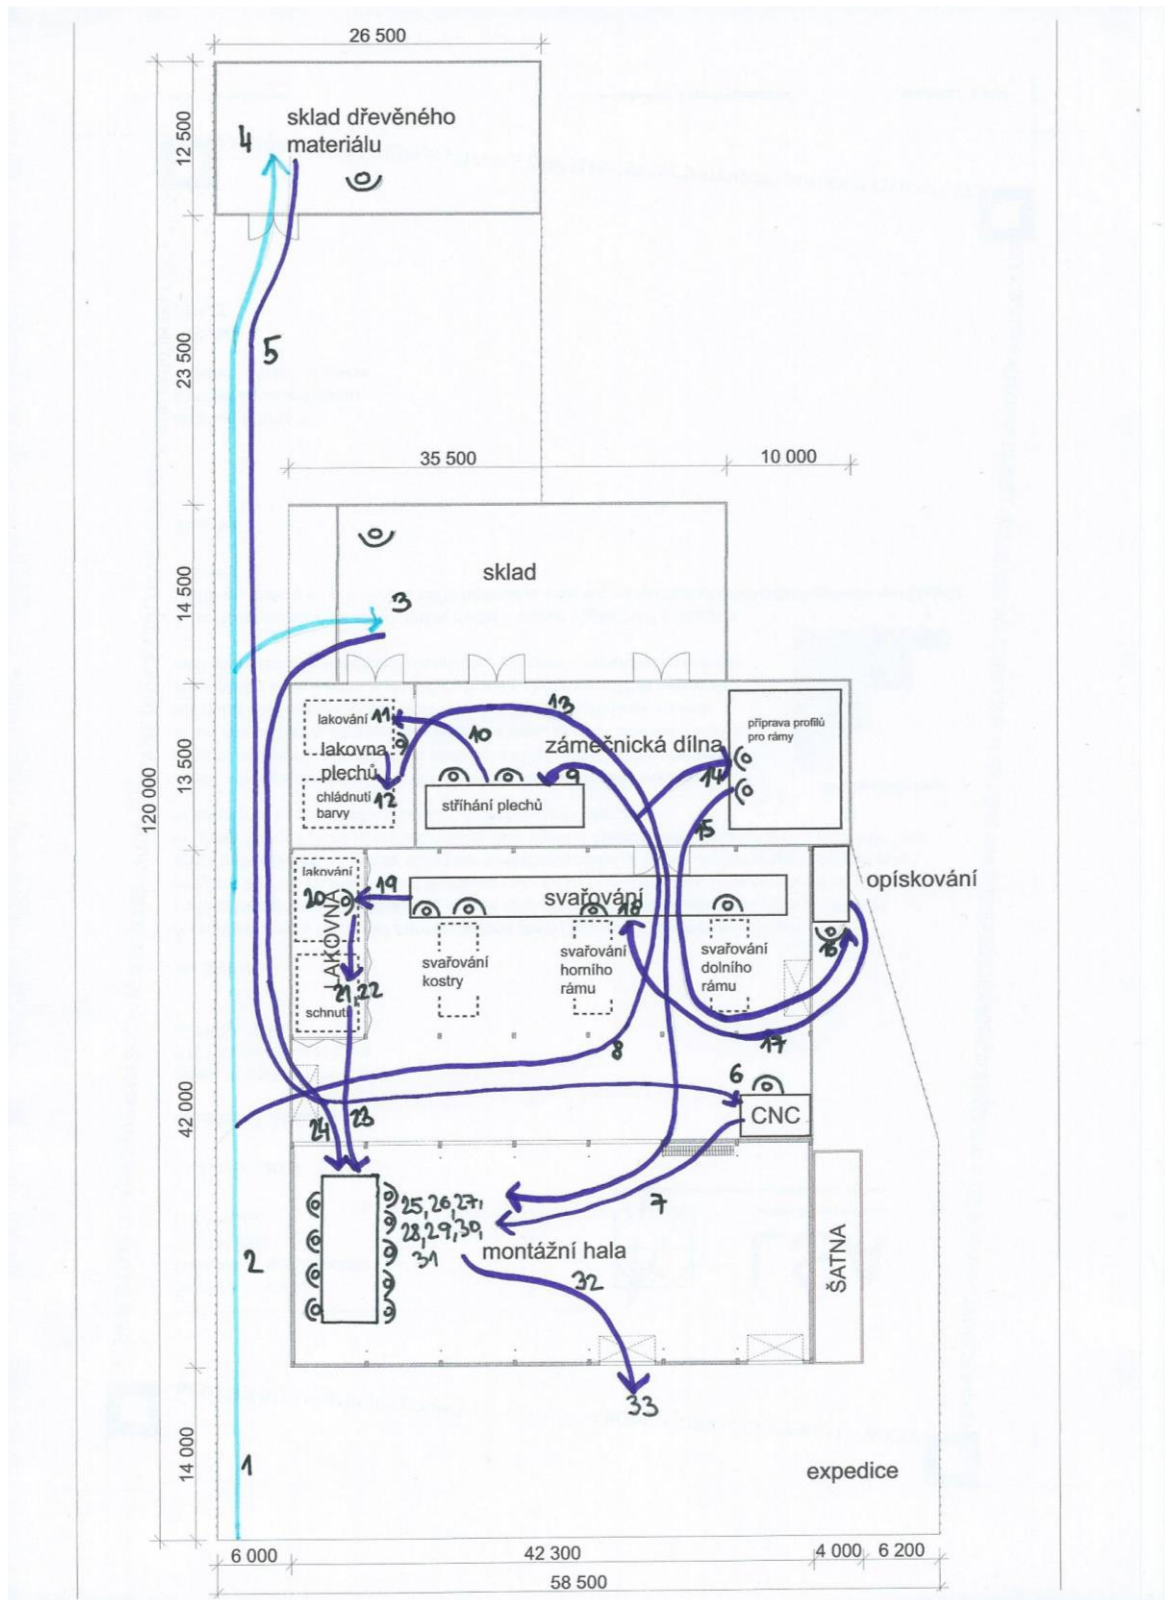 26 500
12 500
sklad dřevěného
materiálu
4
5
23 500
35 500
10 000
14 500
sklad
3
120 000
13 500
lakování
11
lakovna
plechů
chládnutí
barvy
12
10
13
zámečnická dílna
příprava profilů
pro rámy
9
14
stříhání plechů
15
lakování
20
LAKOVNA
19
svařování
18
opískování
16
svařování
kostry
svařování
horního
rámu
svařování
dolního
rámu
21,22
schnutí
17
8
42 000
6
CNC
24
23
7
25,26,27,
28,29,30,
31
montážní hala
32
ŠATNA
2
33
14 000
1
expedice
6 000
42 300
4 000
6 200
58 500